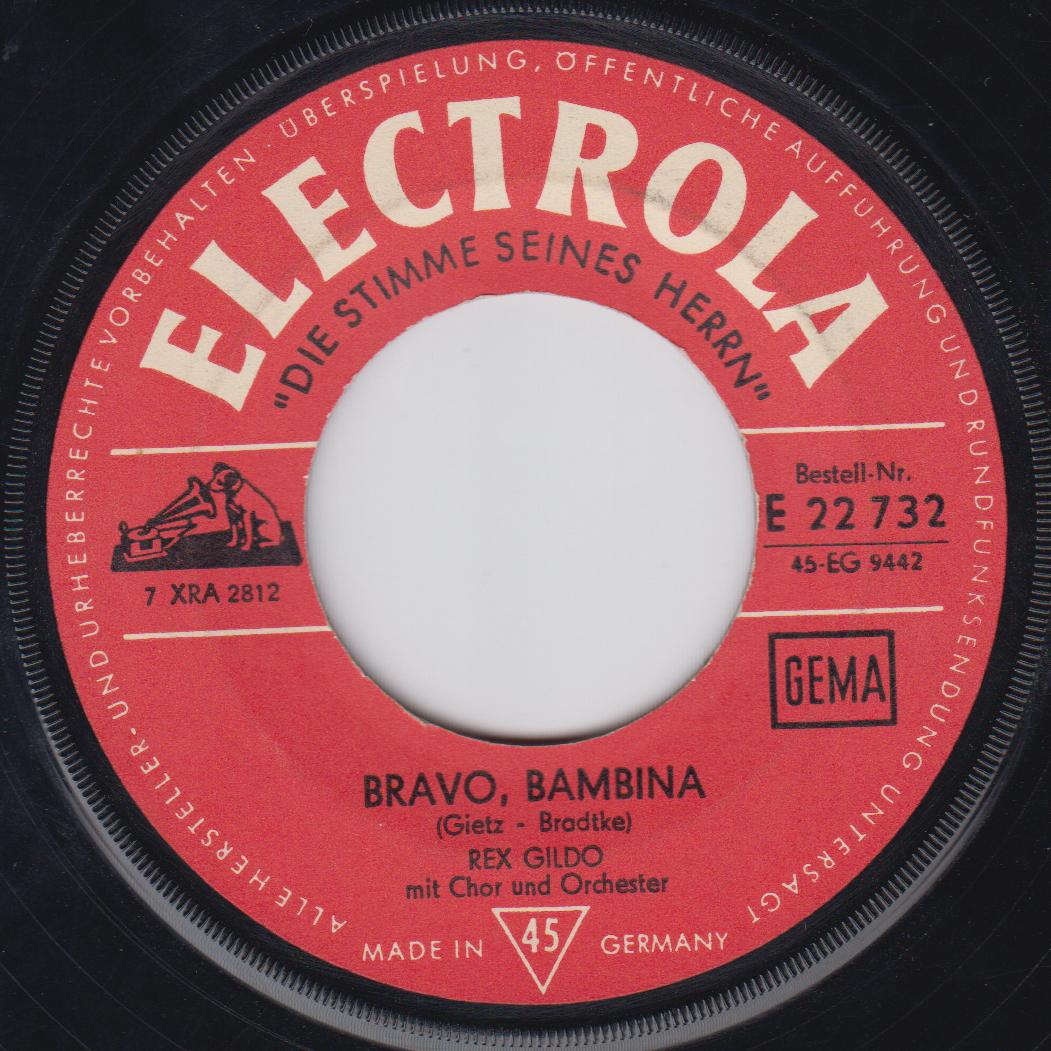 ALLE HERSTELLER- UND URHEBERRECHTE VORBEHALTEN · ÜBERSPIELUNG, ÖFFENTLICHE AUFFÜHRUNG UND RUNDFUNKSENDUNG UNTERSAGT
ELECTROLA
"DIE STIMME SEINES HERRN"
Bestell-Nr.
E 22 732
45-EG 9442
7 XRA 2812
GEMA
BRAVO, BAMBINA
(Gietz - Bradtke)
REX GILDO
mit Chor und Orchester
MADE IN 45 GERMANY